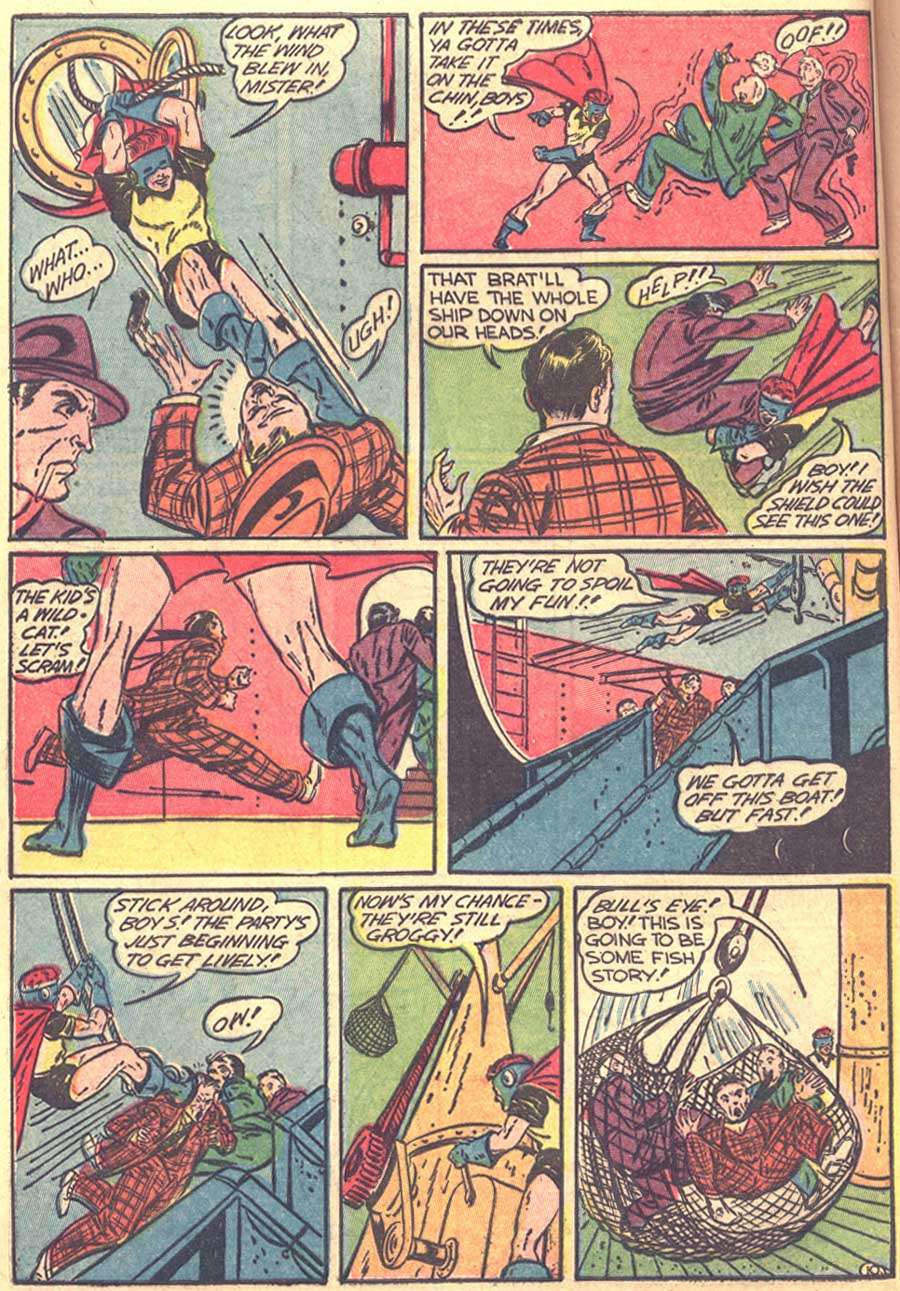 LOOK, WHAT
THE WIND
BLEW IN,
MISTER!
WHAT...
WHO...
UGH!
IN THESE TIMES,
YA GOTTA
TAKE IT
ON THE
CHIN, BOYS
!!
OOF!!
THAT BRAT'LL
HAVE THE WHOLE
SHIP DOWN ON
OUR HEADS!
HELP!!
BOY! I
WISH THE
SHIELD COULD
SEE THIS ONE!
THE KID'S
A WILD-
CAT!
LET'S
SCRAM!
THEY'RE NOT
GOING TO SPOIL
MY FUN!!
WE GOTTA GET
OFF THIS BOAT!
BUT FAST!
STICK AROUND,
BOYS! THE PARTY'S
JUST BEGINNING
TO GET LIVELY!
OW!
NOW'S MY CHANCE-
THEY'RE STILL
GROGGY!
BULL'S EYE!
BOY! THIS IS
GOING TO BE
SOME FISH
STORY!